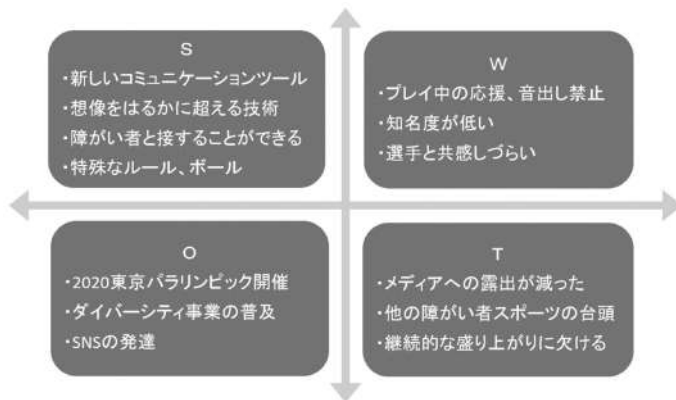 S
・新しいコミュニケーションツール
・想像をはるかに超える技術
・障がい者と接することができる
・特殊なルール、ボール
W
・プレイ中の応援、音出し禁止
・知名度が低い
・選手と共感しづらい
O
・2020東京パラリンピック開催
・ダイバーシティ事業の普及
・SNSの発達
T
・メディアへの露出が減った
・他の障がい者スポーツの台頭
・継続的な盛り上がりに欠ける